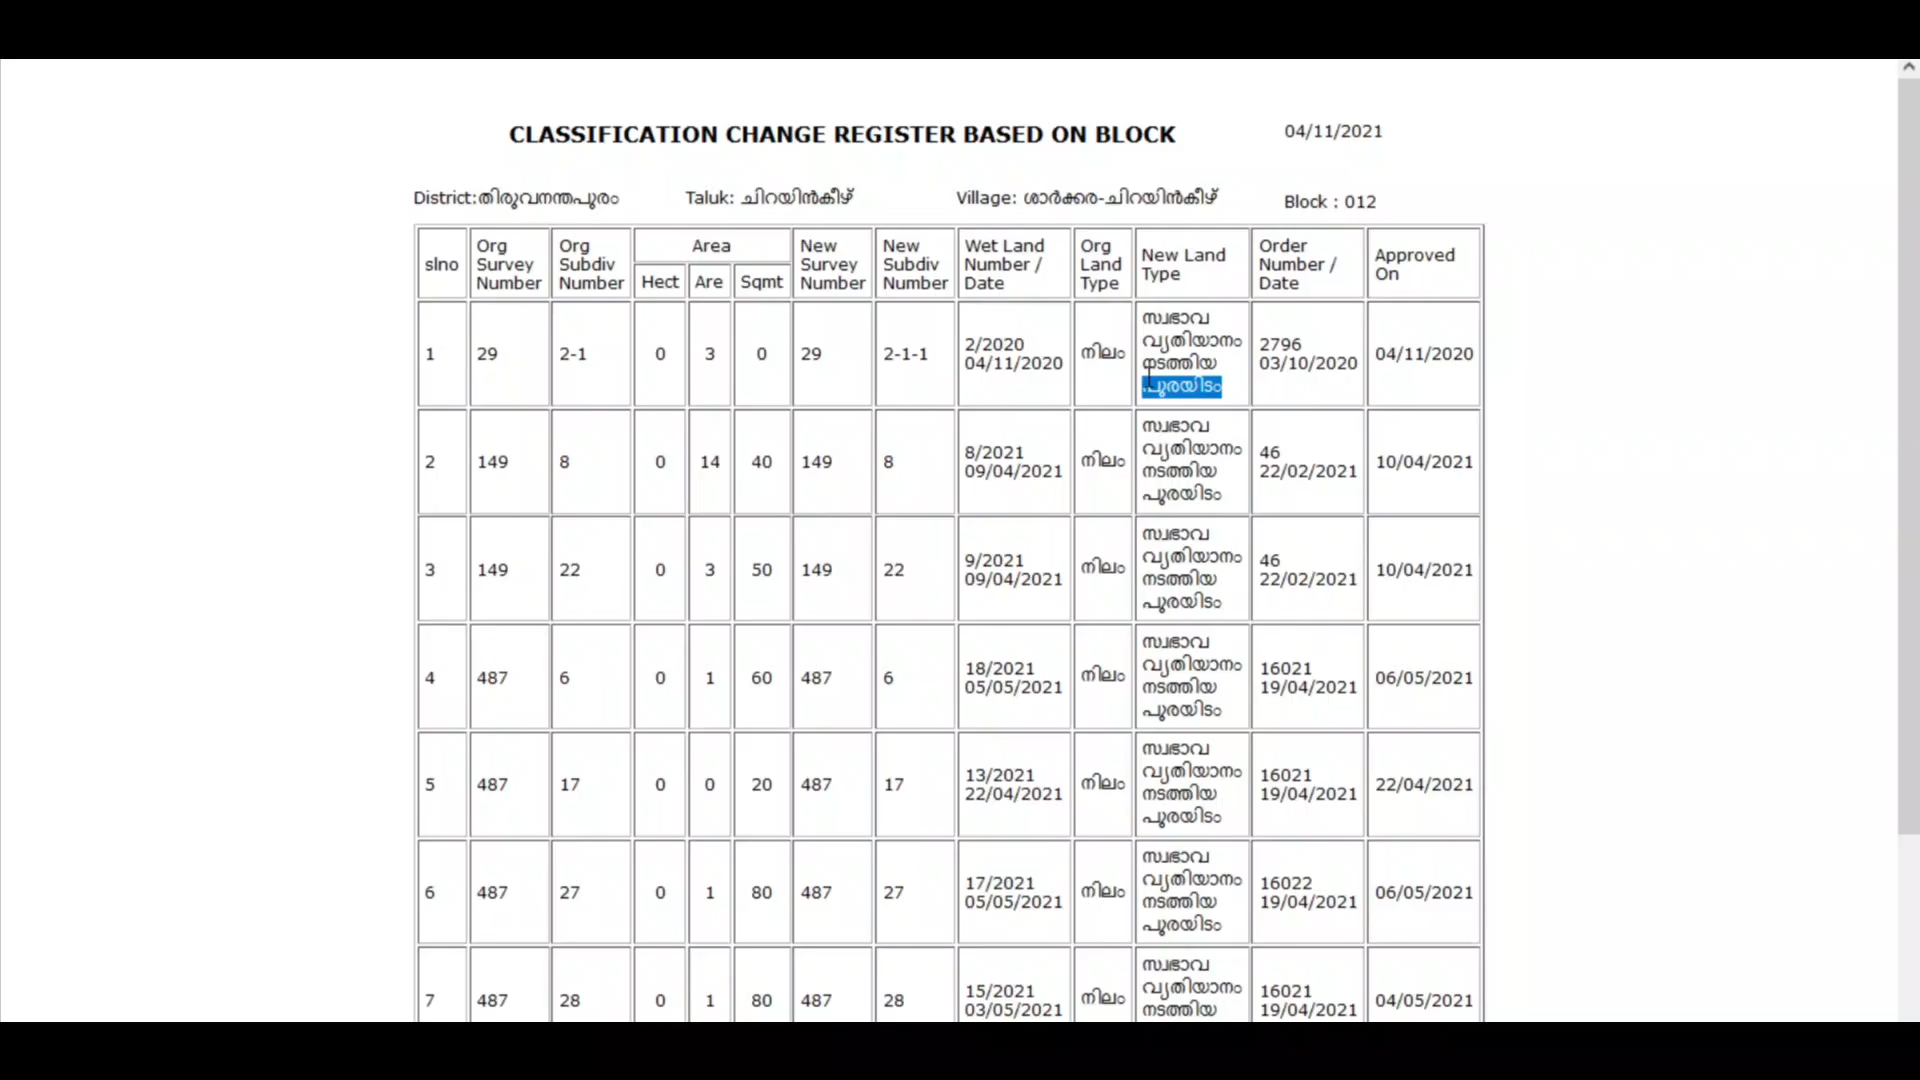 CLASSIFICATION CHANGE REGISTER BASED ON BLOCK 04/11/2021
District:തിരുവനന്തപുരം Taluk: ചിറയിൻകീഴ് Village: ശാർക്കര-ചിറയിൻകീഴ് Block : 012
slno Org Survey Number Org Subdiv Number Area Hect Are Sqmt New Survey Number New Subdiv Number Wet Land Number / Date Org Land Type New Land Type Order Number / Date Approved On
1 29 2-1 0 3 0 29 2-1-1 2/2020 04/11/2020 നിലം സ്വഭാവ വ്യതിയാനം നടത്തിയ പുരയിടം 2796 03/10/2020 04/11/2020
2 149 8 0 14 40 149 8 8/2021 09/04/2021 നിലം സ്വഭാവ വ്യതിയാനം നടത്തിയ പുരയിടം 46 22/02/2021 10/04/2021
3 149 22 0 3 50 149 22 9/2021 09/04/2021 നിലം സ്വഭാവ വ്യതിയാനം നടത്തിയ പുരയിടം 46 22/02/2021 10/04/2021
4 487 6 0 1 60 487 6 18/2021 05/05/2021 നിലം സ്വഭാവ വ്യതിയാനം നടത്തിയ പുരയിടം 16021 19/04/2021 06/05/2021
5 487 17 0 0 20 487 17 13/2021 22/04/2021 നിലം സ്വഭാവ വ്യതിയാനം നടത്തിയ പുരയിടം 16021 19/04/2021 22/04/2021
6 487 27 0 1 80 487 27 17/2021 05/05/2021 നിലം സ്വഭാവ വ്യതിയാനം നടത്തിയ പുരയിടം 16022 19/04/2021 06/05/2021
7 487 28 0 1 80 487 28 15/2021 03/05/2021 നിലം സ്വഭാവ വ്യതിയാനം നടത്തിയ 16021 19/04/2021 04/05/2021